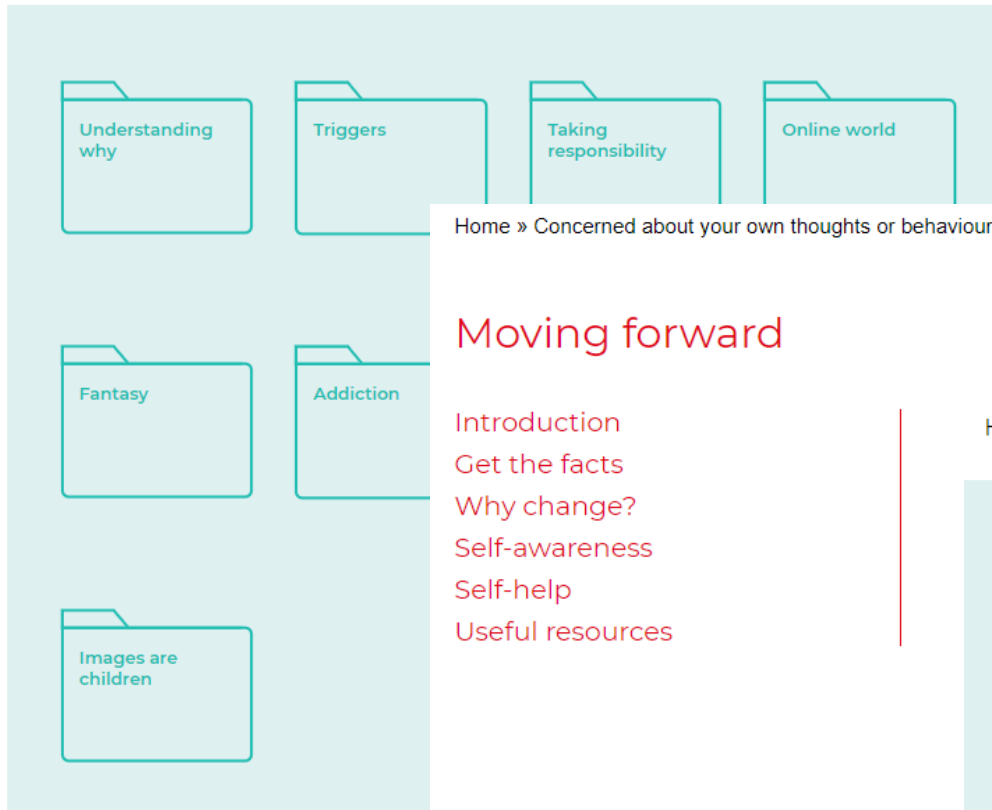 Understanding
why
Triggers
Taking
responsibility
Online world
Home » Concerned about your own thoughts or behaviour
Moving forward
Fantasy
Addiction
Introduction
Get the facts
Why change?
Self-awareness
Self-help
Useful resources
Images are
children